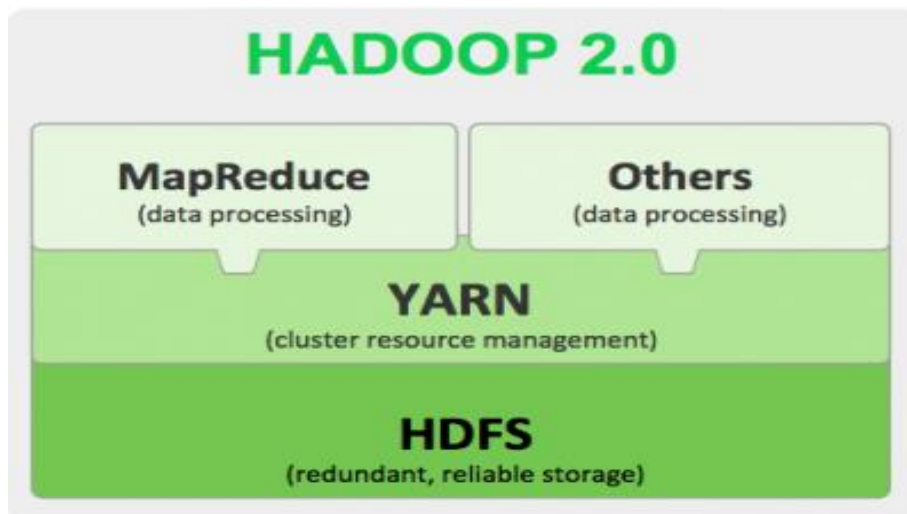 HADOOP 2.0
MapReduce
(data processing)
Others
(data processing)
YARN
(cluster resource management)
HDFS
(redundant, reliable storage)